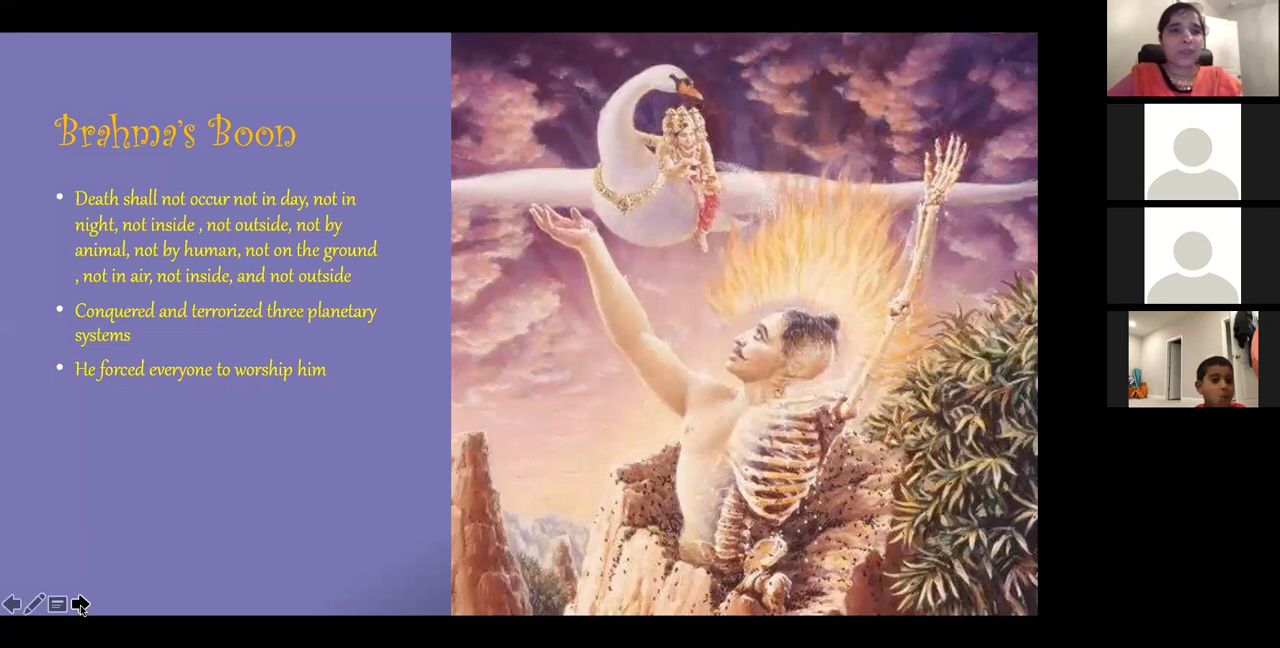 Brahma's Boon
• Death shall not occur not in day, not in
night, not inside , not outside, not by
animal, not by human, not on the ground
, not in air, not inside, and not outside
• Conquered and terrorized three planetary
systems
• He forced everyone to worship him